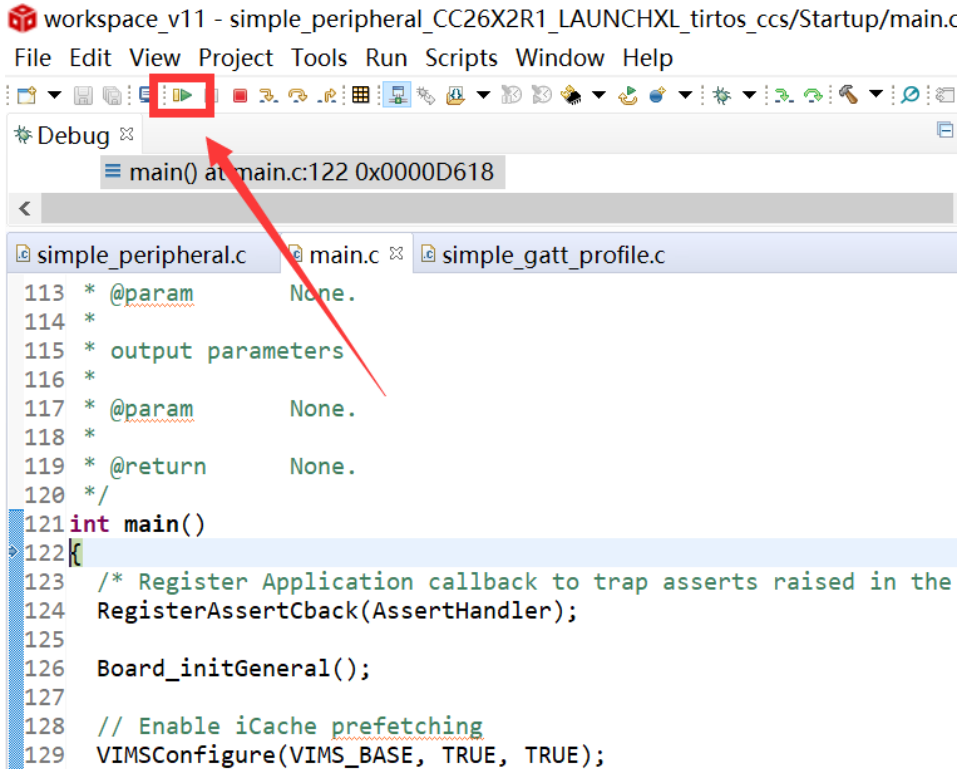 workspace_v11 - simple_peripheral_CC26X2R1_LAUNCHXL_tirtos_ccs/Startup/main.c
File Edit View Project Tools Run Scripts Window Help
Debug
main() at main.c:122 0x0000D618
simple_peripheral.c main.c simple_gatt_profile.c
113 * @param None.
114 *
115 * output parameters
116 *
117 * @param None.
118 *
119 * @return None.
120 */
121 int main()
122 {
123 /* Register Application callback to trap asserts raised in the
124 RegisterAssertCback(AssertHandler);
125
126 Board_initGeneral();
127
128 // Enable iCache prefetching
129 VIMSConfigure(VIMS_BASE, TRUE, TRUE);